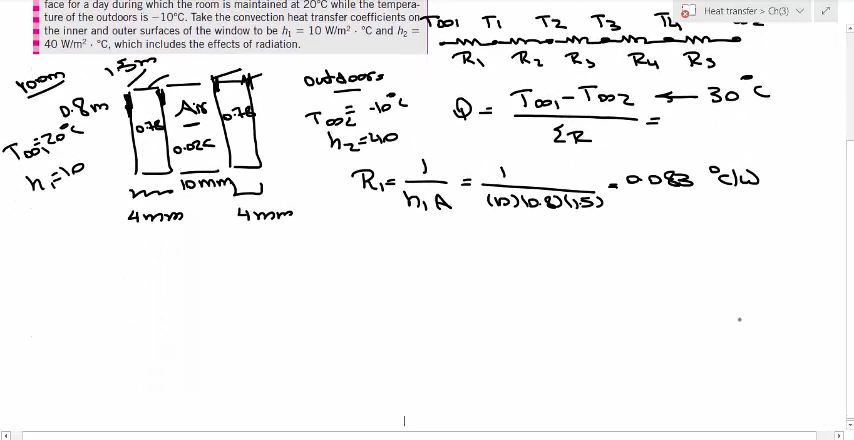 face for a day during which the room is maintained at 20°C while the tempera-
ture of the outdoors is −10°C. Take the convection heat transfer coefficients on
the inner and outer surfaces of the window to be h₁ = 10 W/m² · °C and h₂ =
40 W/m² · °C, which includes the effects of radiation.
Heat transfer > Ch(3)
T∞1 T1 T2 T3 T4
R1 R2 R3 R4 R5
room
1.5m
0.8m
T∞1=20°C
h1=10
0.78
Air
0.026
0.78
10mm
4mm
4mm
outdoors
T∞2= -10°C
h2=40
Q = T∞1-T∞2 ← 30°C
ΣR =
R1 = 1 / h1 A = 1 / (10)(0.8)(1.5) = 0.083 °C/W